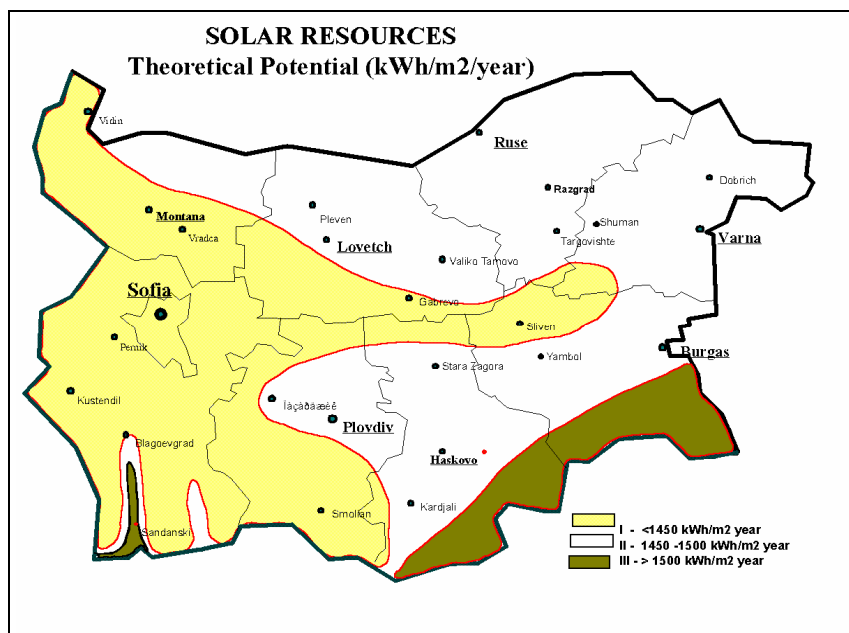 SOLAR RESOURCES
Theoretical Potential (kWh/m2/year)
Vidin
Ruse
Razgrad
Dobrich
Montana
Pleven
Shuman
Vradca
Lovetch
Targovishte
Varna
Valiko Tarnovo
Sofia
Gabrevo
Sliven
Pernik
Burgas
Yambol
Stara Zagora
Kustendil
Ïàçàðäæèê
Plovdiv
Blagoevgrad
Haskovo
Smolian
Kardjali
Sandanski
I - <1450 kWh/m2 year
II - 1450 -1500 kWh/m2 year
III - > 1500 kWh/m2 year